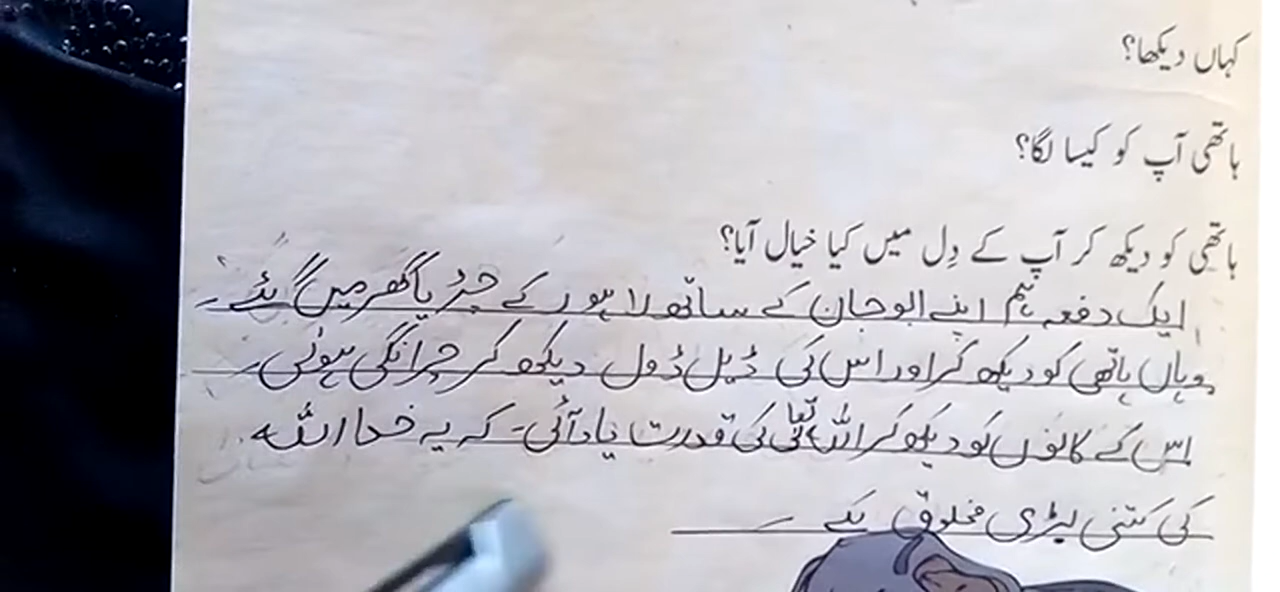 کہاں دیکھا؟
ہاتھی آپ کو کیسا لگا؟
ہاتھی کو دیکھ کر آپ کے دِل میں کیا خیال آیا؟
ایک دفعہ ہم اپنے ابو جان کے ساتھ لاہور کے چڑیا گھر میں گئے۔
وہاں ہاتھی کو دیکھ کر اور اس کی ڈیل ڈول دیکھ کر حیرانگی ہوئی۔
اس کے کانوں کو دیکھ کر اللہ تعالٰی کی قدرت یاد آئی۔ کہ یہ خدا اللہ
کی کتنی بڑی مخلوق ہے۔